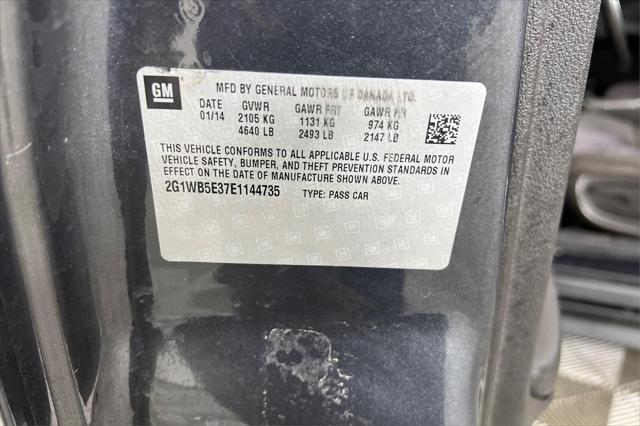 GM
MFD BY GENERAL MOTORS OF CANADA LTD.
DATE GVWR GAWR FRT GAWR RR
01/14 2105 KG 1131 KG 974 KG
4640 LB 2493 LB 2147 LB
THIS VEHICLE CONFORMS TO ALL APPLICABLE U.S. FEDERAL MOTOR
VEHICLE SAFETY, BUMPER, AND THEFT PREVENTION STANDARDS IN
EFFECT ON THE DATE OF MANUFACTURE SHOWN ABOVE.
2G1WB5E37E1144735 TYPE: PASS CAR